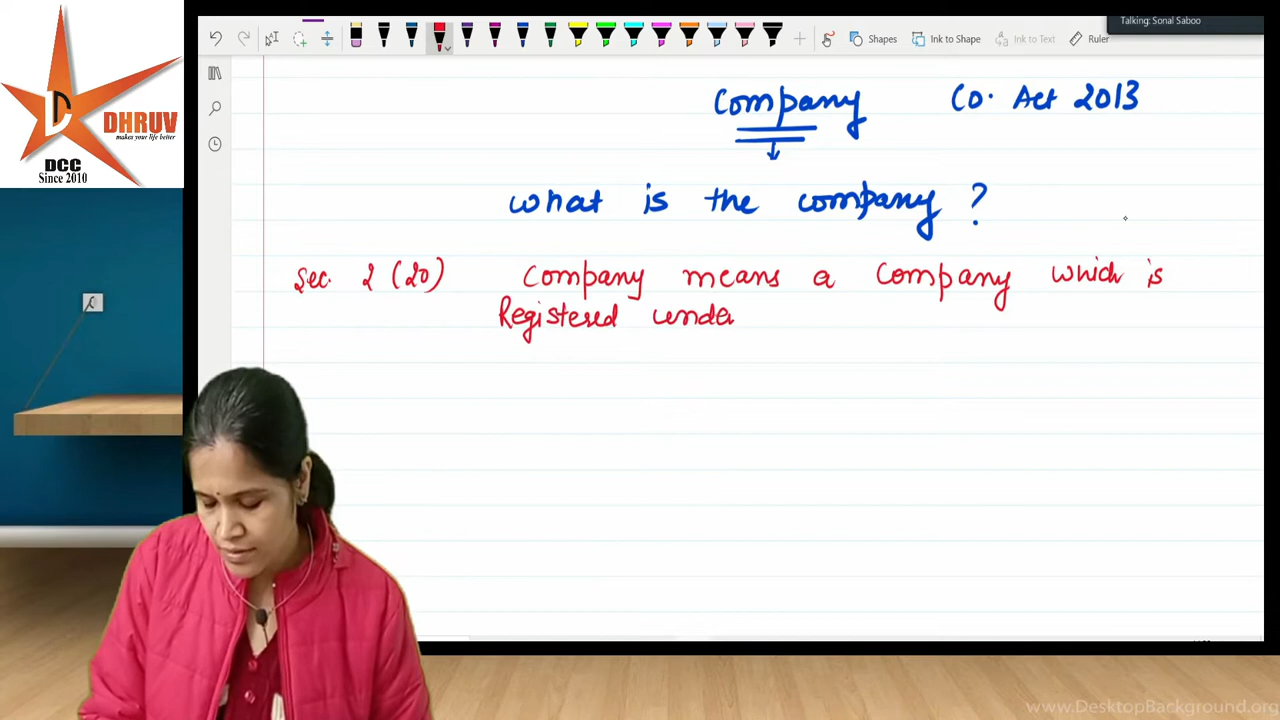 Talking: Sonal Saboo
Shapes
Ink to Shape
Ink to Text
Ruler
D
DHRUV
makes your life better
DCC
Since 2010
Company Co. Act 2013
what is the company ?
Sec. 2 (20) Company means a Company which is
Registered unde
www.DesktopBackground.org